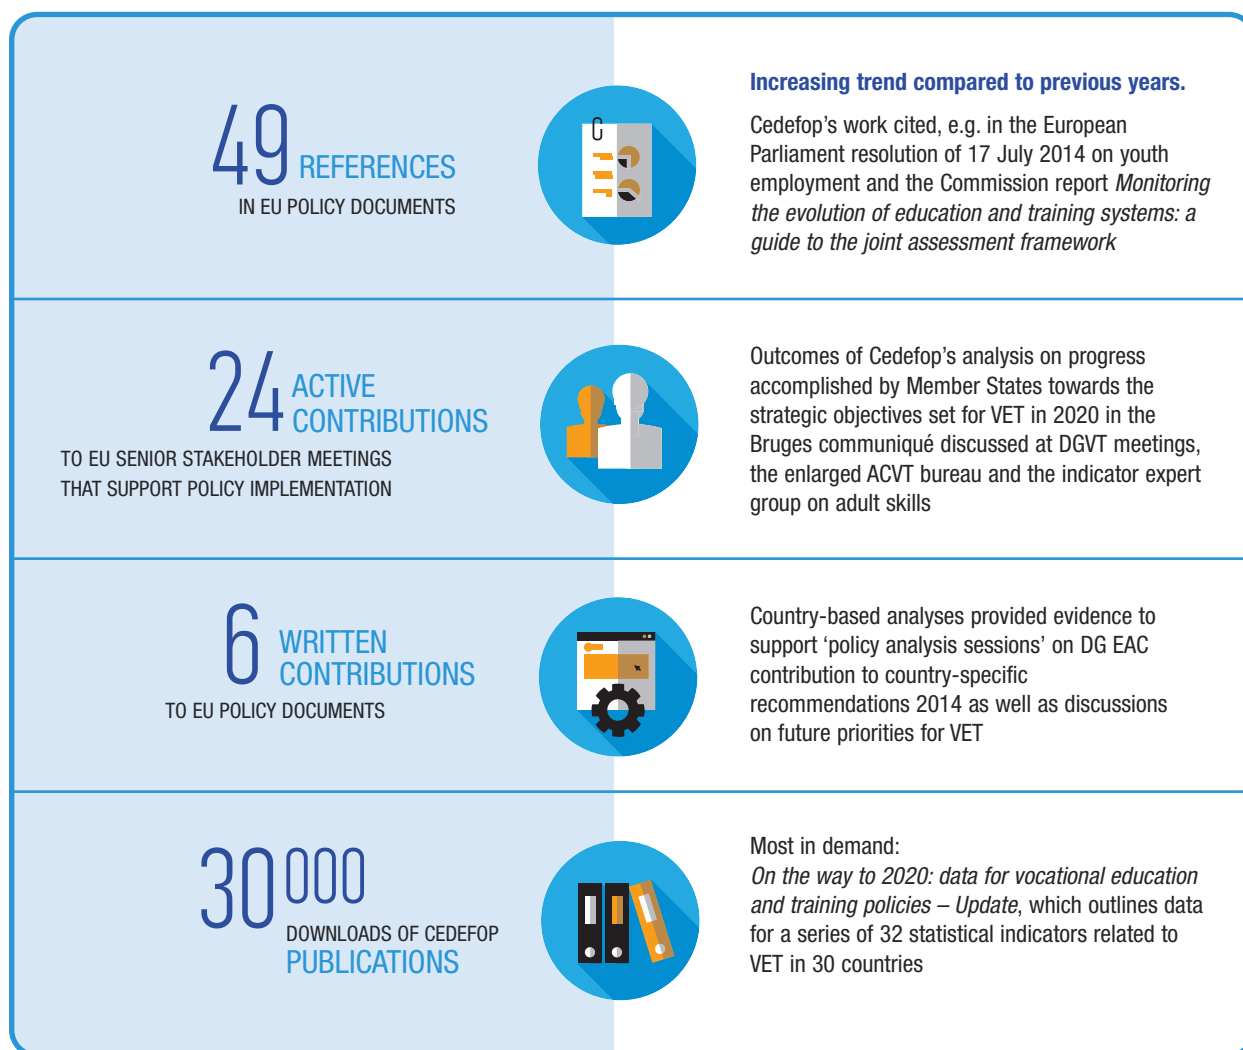 49 REFERENCES
IN EU POLICY DOCUMENTS
Increasing trend compared to previous years.
Cedefop’s work cited, e.g. in the European
Parliament resolution of 17 July 2014 on youth
employment and the Commission report Monitoring
the evolution of education and training systems: a
guide to the joint assessment framework
24 ACTIVE
CONTRIBUTIONS
TO EU SENIOR STAKEHOLDER MEETINGS
THAT SUPPORT POLICY IMPLEMENTATION
Outcomes of Cedefop’s analysis on progress
accomplished by Member States towards the
strategic objectives set for VET in 2020 in the
Bruges communiqué discussed at DGVT meetings,
the enlarged ACVT bureau and the indicator expert
group on adult skills
6 WRITTEN
CONTRIBUTIONS
TO EU POLICY DOCUMENTS
Country-based analyses provided evidence to
support ‘policy analysis sessions’ on DG EAC
contribution to country-specific
recommendations 2014 as well as discussions
on future priorities for VET
30 000
DOWNLOADS OF CEDEFOP
PUBLICATIONS
Most in demand:
On the way to 2020: data for vocational education
and training policies – Update, which outlines data
for a series of 32 statistical indicators related to
VET in 30 countries